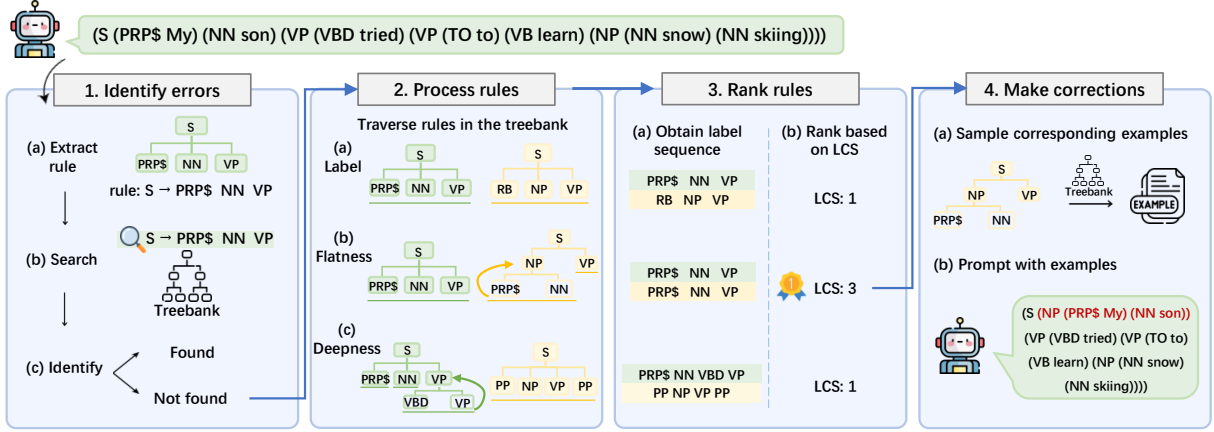 (S (PRP$ My) (NN son) (VP (VBD tried) (VP (TO to) (VB learn) (NP (NN snow) (NN skiing))))
1. Identify errors
(a) Extract
rule
S
PRP$ NN VP
rule: S → PRP$ NN VP
S → PRP$ NN VP
(b) Search
Treebank
(c) Identify
Found
Not found
2. Process rules
Traverse rules in the treebank
(a)
Label
S
PRP$ NN VP
S
RB NP VP
(b)
Flatness
S
PRP$ NN VP
S
NP VP
PRP$ NN
(c)
Deepness
S
PRP$ NN VP
VBD VP
S
PP NP VP PP
3. Rank rules
(a) Obtain label
sequence
(b) Rank based
on LCS
PRP$ NN VP
RB NP VP
LCS: 1
PRP$ NN VP
PRP$ NN VP
1
LCS: 3
PRP$ NN VBD VP
PP NP VP PP
LCS: 1
4. Make corrections
(a) Sample corresponding examples
S
NP VP
PRP$ NN
Treebank
EXAMPLE
(b) Prompt with examples
(S (NP (PRP$ My) (NN son))
(VP (VBD tried) (VP (TO to)
(VB learn) (NP (NN snow)
(NN skiing))))